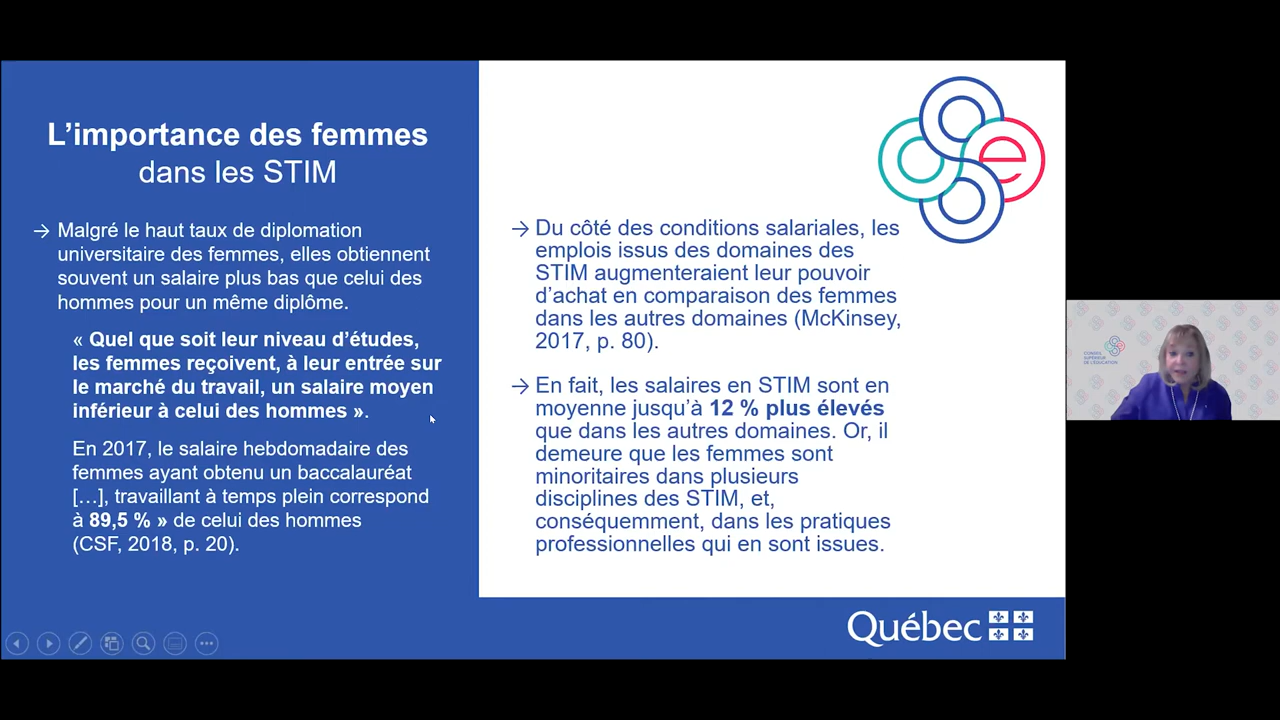 L'importance des femmes
dans les STIM
→ Malgré le haut taux de diplomation
universitaire des femmes, elles obtiennent
souvent un salaire plus bas que celui des
hommes pour un même diplôme.
« Quel que soit leur niveau d'études,
les femmes reçoivent, à leur entrée sur
le marché du travail, un salaire moyen
inférieur à celui des hommes ».
En 2017, le salaire hebdomadaire des
femmes ayant obtenu un baccalauréat
[…], travaillant à temps plein correspond
à 89,5 % » de celui des hommes
(CSF, 2018, p. 20).
→ Du côté des conditions salariales, les
emplois issus des domaines des
STIM augmenteraient leur pouvoir
d'achat en comparaison des femmes
dans les autres domaines (McKinsey,
2017, p. 80).
→ En fait, les salaires en STIM sont en
moyenne jusqu'à 12 % plus élevés
que dans les autres domaines. Or, il
demeure que les femmes sont
minoritaires dans plusieurs
disciplines des STIM, et,
conséquemment, dans les pratiques
professionnelles qui en sont issues.
Québec
CONSEIL
SUPÉRIEUR
DE L'ÉDUCATION